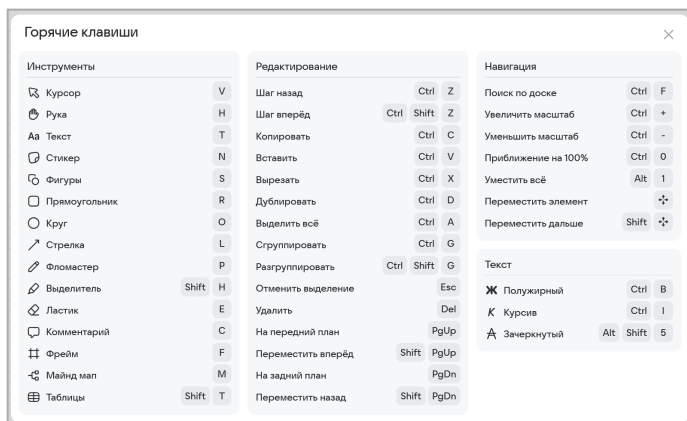 Горячие клавиши
Инструменты
Курсор V
Рука H
Aa Текст T
Стикер N
Фигуры S
Прямоугольник R
Круг O
Стрелка L
Фломастер P
Выделитель Shift H
Ластик E
Комментарий C
Фрейм F
Майнд мап M
Таблицы Shift T
Редактирование
Шаг назад Ctrl Z
Шаг вперёд Ctrl Shift Z
Копировать Ctrl C
Вставить Ctrl V
Вырезать Ctrl X
Дублировать Ctrl D
Выделить всё Ctrl A
Сгруппировать Ctrl G
Разгруппировать Ctrl Shift G
Отменить выделение Esc
Удалить Del
На передний план PgUp
Переместить вперёд Shift PgUp
На задний план PgDn
Переместить назад Shift PgDn
Навигация
Поиск по доске Ctrl F
Увеличить масштаб Ctrl +
Уменьшить масштаб Ctrl -
Приближение на 100% Ctrl 0
Уместить всё Alt 1
Переместить элемент
Переместить дальше Shift
Текст
Ж Полужирный Ctrl B
К Курсив Ctrl I
А Зачеркнутый Alt Shift 5